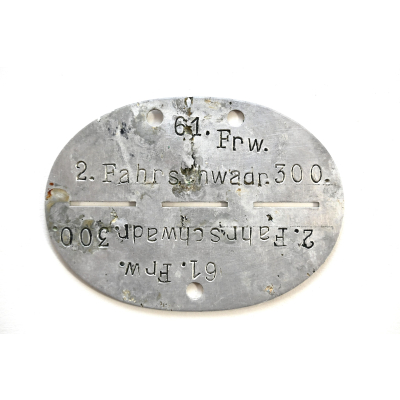 61. Frw.
2. Fahrschwadr. 300.
2. Fahrschwadr. 300
61. Frw.